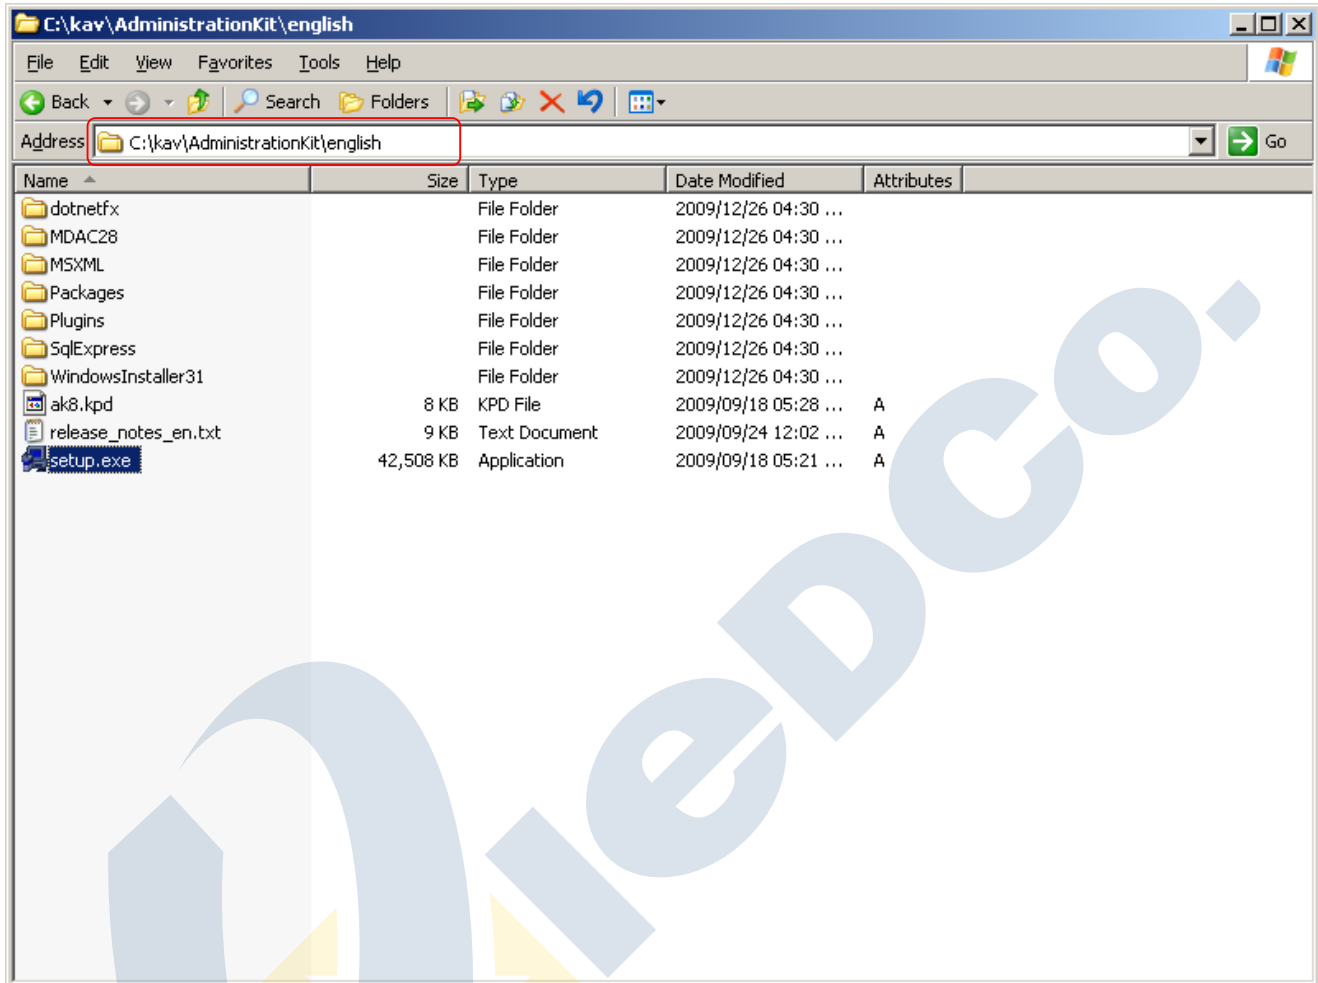 C:\kav\AdministrationKit\english
File Edit View Favorites Tools Help
Back Search Folders
Address C:\kav\AdministrationKit\english Go
Name Size Type Date Modified Attributes
dotnetfx File Folder 2009/12/26 04:30 ...
MDAC28 File Folder 2009/12/26 04:30 ...
MSXML File Folder 2009/12/26 04:30 ...
Packages File Folder 2009/12/26 04:30 ...
Plugins File Folder 2009/12/26 04:30 ...
SqlExpress File Folder 2009/12/26 04:30 ...
WindowsInstaller31 File Folder 2009/12/26 04:30 ...
ak8.kpd 8 KB KPD File 2009/09/18 05:28 ... A
release_notes_en.txt 9 KB Text Document 2009/09/24 12:02 ... A
setup.exe 42,508 KB Application 2009/09/18 05:21 ... A